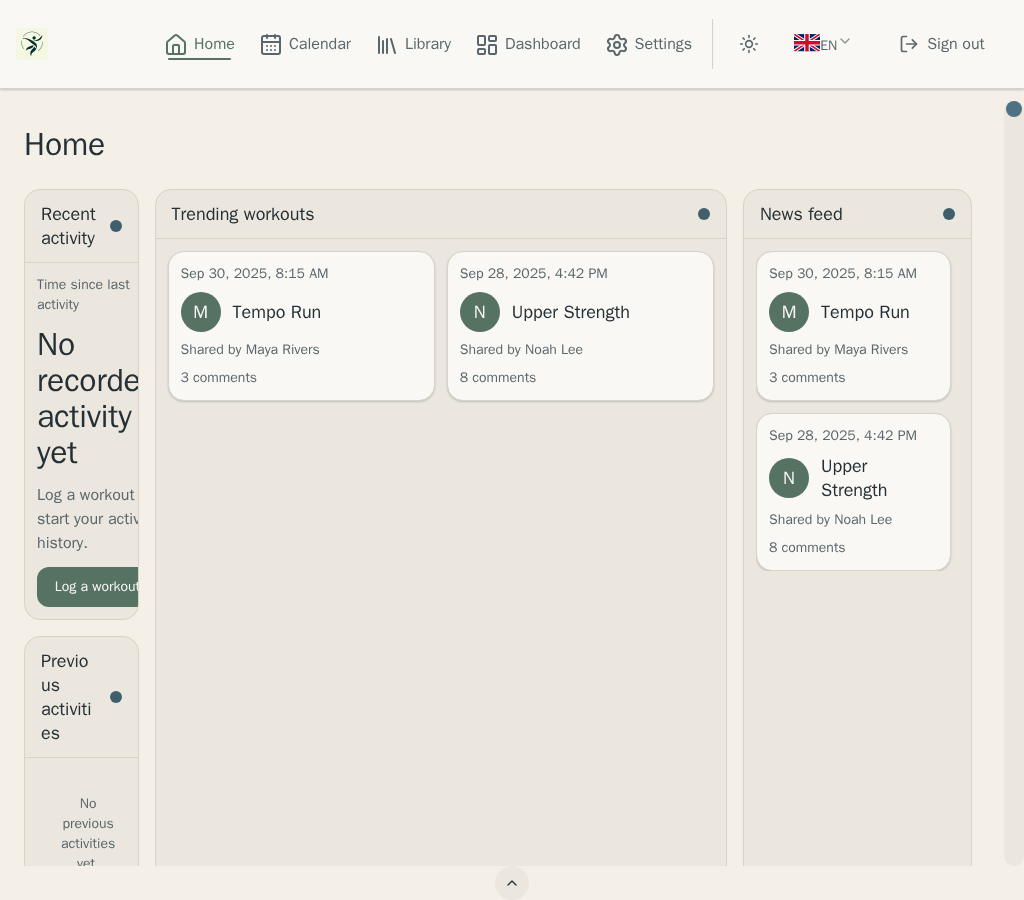 Home
Calendar
Library
Dashboard
Settings
EN
Sign out
Home
Recent
activity
Time since last
activity
No
recorde
activity
yet
Log a workout
start your activ
history.
Log a workout
Previo
us
activiti
es
No
previous
activities
yet
Trending workouts
Sep 30, 2025, 8:15 AM
M
Tempo Run
Shared by Maya Rivers
3 comments
Sep 28, 2025, 4:42 PM
N
Upper Strength
Shared by Noah Lee
8 comments
News feed
Sep 30, 2025, 8:15 AM
M
Tempo Run
Shared by Maya Rivers
3 comments
Sep 28, 2025, 4:42 PM
N
Upper
Strength
Shared by Noah Lee
8 comments